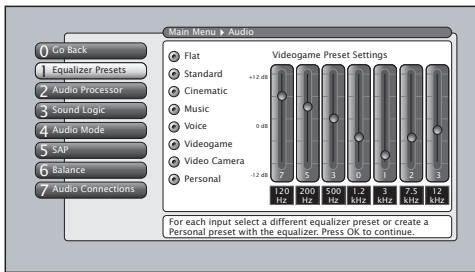 Main Menu Audio
0 Go Back
1 Equalizer Presets
2 Audio Processor
3 Sound Logic
4 Audio Mode
5 SAP
6 Balance
7 Audio Connections
Flat
Standard
Cinematic
Music
Voice
Videogame
Video Camera
Personal
Videogame Preset Settings
+12 dB
0 dB
-12 dB
7 5 3 0 1 2 3
120 Hz 200 Hz 500 Hz 1.2 kHz 3 kHz 7.5 kHz 12 kHz
For each input select a different equalizer preset or create a
Personal preset with the equalizer. Press OK to continue.